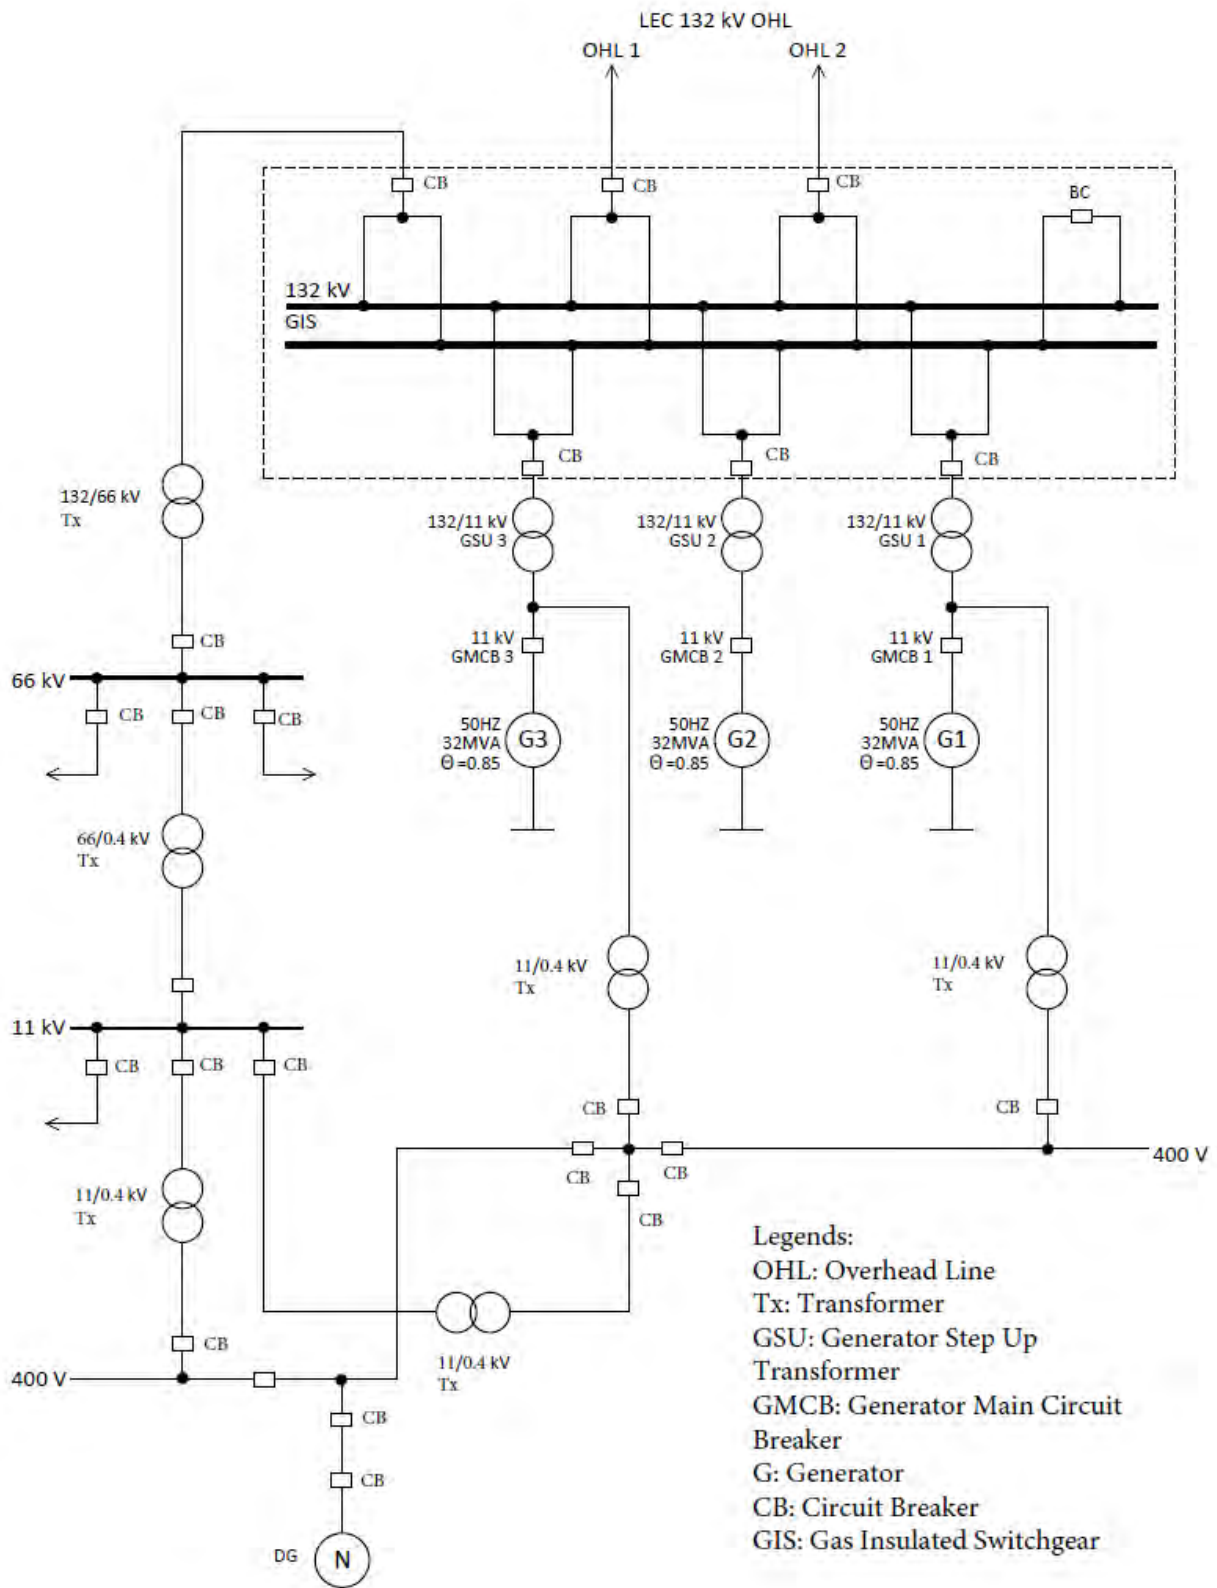 LEC 132 kV OHL
OHL 1
OHL 2
CB
CB
CB
BC
132 kV
GIS
CB
CB
CB
132/66 kV
Tx
132/11 kV
GSU 3
132/11 kV
GSU 2
132/11 kV
GSU 1
CB
11 kV
GMCB 3
11 kV
GMCB 2
11 kV
GMCB 1
66 kV
CB
CB
CB
50HZ
32MVA
Θ=0.85
G3
50HZ
32MVA
Θ=0.85
G2
50HZ
32MVA
Θ=0.85
G1
66/0.4 kV
Tx
11/0.4 kV
Tx
11/0.4 kV
Tx
11 kV
CB
CB
CB
CB
CB
CB
CB
CB
400 V
11/0.4 kV
Tx
CB
11/0.4 kV
Tx
400 V
CB
CB
DG
N
Legends:
OHL: Overhead Line
Tx: Transformer
GSU: Generator Step Up
Transformer
GMCB: Generator Main Circuit
Breaker
G: Generator
CB: Circuit Breaker
GIS: Gas Insulated Switchgear